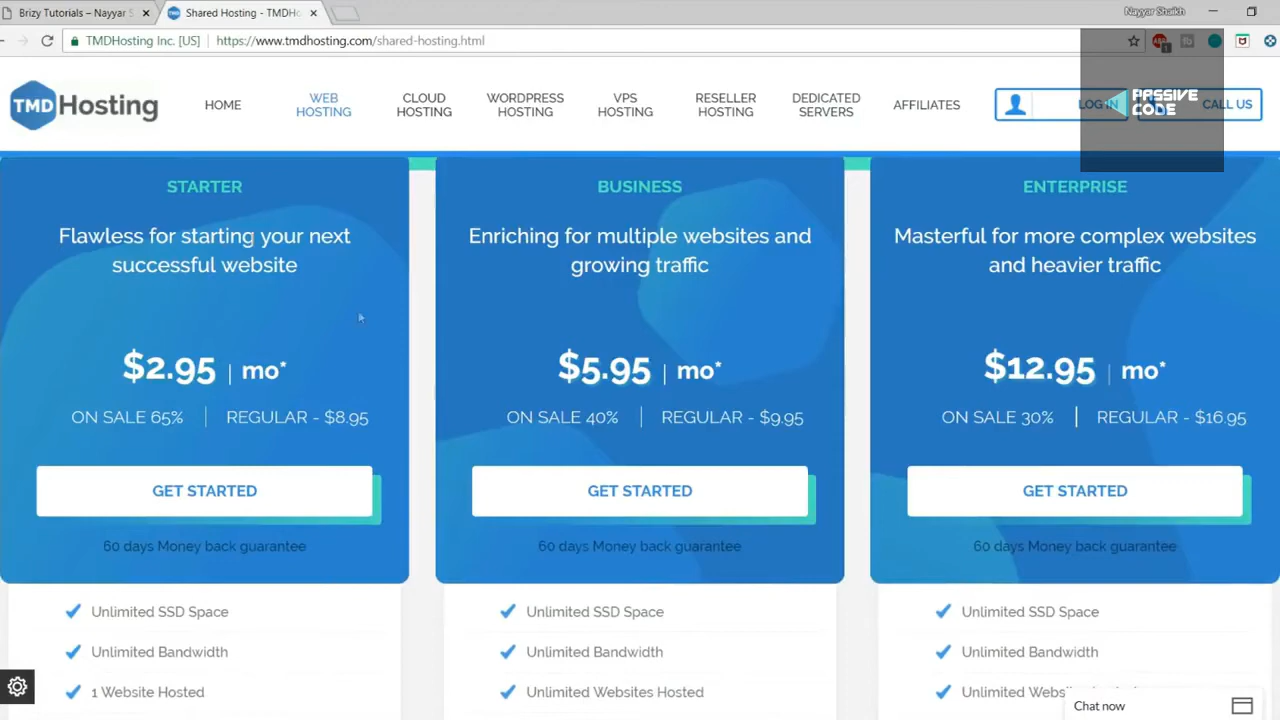 Brizy Tutorials – Nayyar S
Shared Hosting - TMDHo
Nayyar Shaikh
TMDHosting Inc. [US]
https://www.tmdhosting.com/shared-hosting.html
TMD Hosting
HOME
WEB
HOSTING
CLOUD
HOSTING
WORDPRESS
HOSTING
VPS
HOSTING
RESELLER
HOSTING
DEDICATED
SERVERS
AFFILIATES
LOG IN
CALL US
PASSIVE
CODE
STARTER
Flawless for starting your next
successful website
$2.95 | mo*
ON SALE 65% | REGULAR - $8.95
GET STARTED
60 days Money back guarantee
Unlimited SSD Space
Unlimited Bandwidth
1 Website Hosted
BUSINESS
Enriching for multiple websites and
growing traffic
$5.95 | mo*
ON SALE 40% | REGULAR - $9.95
GET STARTED
60 days Money back guarantee
Unlimited SSD Space
Unlimited Bandwidth
Unlimited Websites Hosted
ENTERPRISE
Masterful for more complex websites
and heavier traffic
$12.95 | mo*
ON SALE 30% | REGULAR - $16.95
GET STARTED
60 days Money back guarantee
Unlimited SSD Space
Unlimited Bandwidth
Unlimited
Chat now